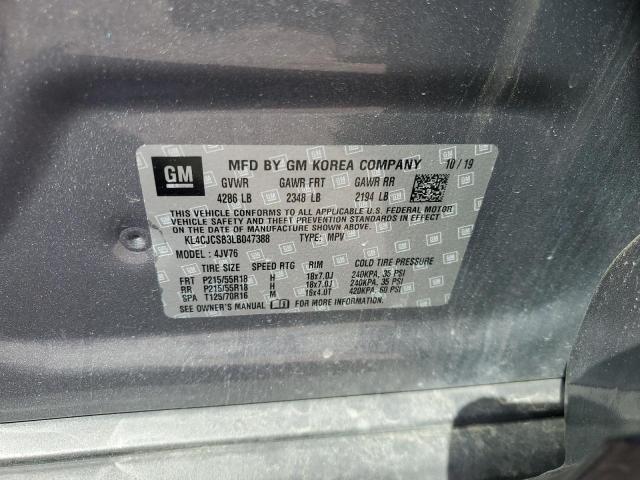 GM
MFD BY GM KOREA COMPANY 10/19
GVWR GAWR FRT GAWR RR
4286 LB 2348 LB 2194 LB
THIS VEHICLE CONFORMS TO ALL APPLICABLE U.S. FEDERAL MOTOR
VEHICLE SAFETY AND THEFT PREVENTION STANDARDS IN EFFECT
ON THE DATE OF MANUFACTURE SHOWN ABOVE.
KL4CJCSB3LB047388 TYPE: MPV
MODEL: 4JV76
TIRE SIZE SPEED RTG RIM COLD TIRE PRESSURE
FRT P215/55R18 H 18x7.0J 240KPA, 35 PSI
RR P215/55R18 H 18x7.0J 240KPA, 35 PSI
SPA T125/70R16 M 16x4.0T 420KPA, 60 PSI
SEE OWNER'S MANUAL FOR MORE INFORMATION